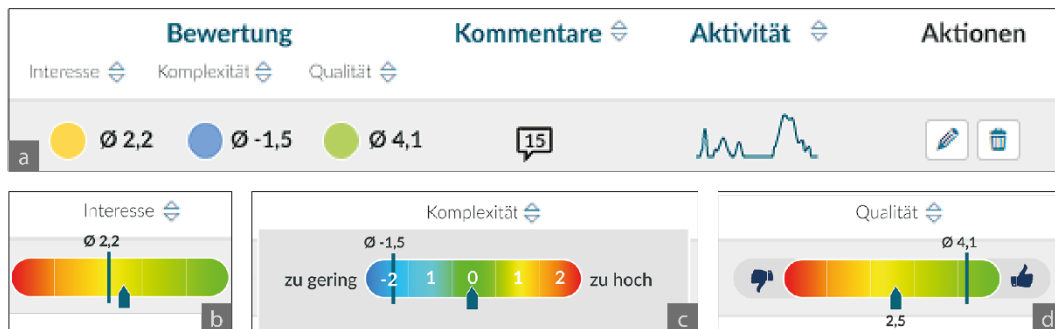 Bewertung Kommentare Aktivität Aktionen
Interesse Komplexität Qualität
a Ø 2,2 Ø -1,5 Ø 4,1 15
Interesse
Ø 2,2
b
Komplexität
Ø -1,5
zu gering -2 1 0 1 2 zu hoch
c
Qualität
Ø 4,1
2,5
d